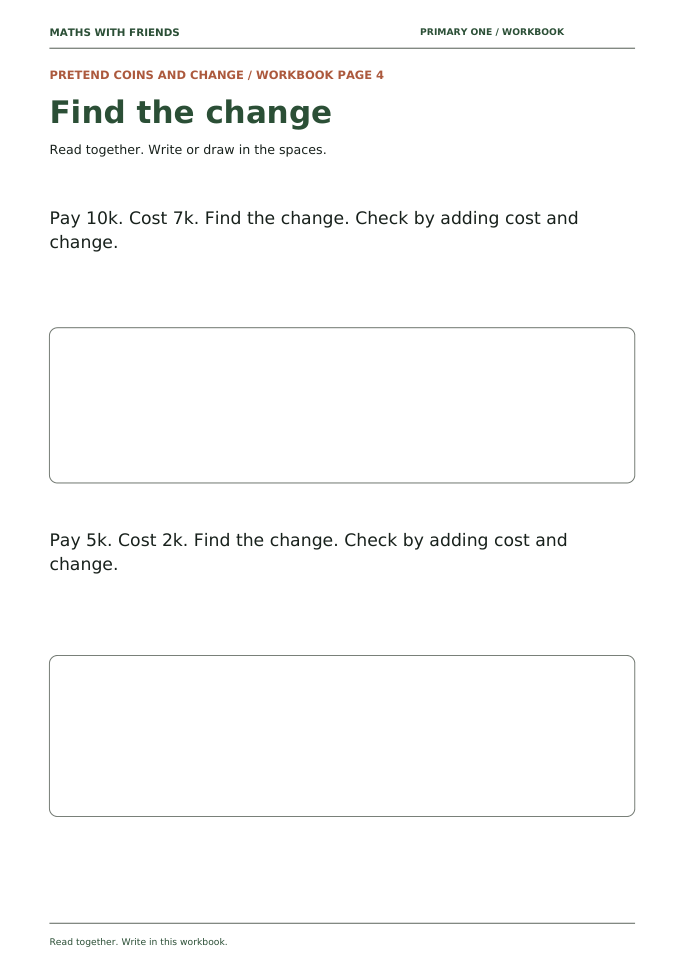 MATHS WITH FRIENDS
PRIMARY ONE / WORKBOOK
PRETEND COINS AND CHANGE / WORKBOOK PAGE 4
Find the change
Read together. Write or draw in the spaces.
Pay 10k. Cost 7k. Find the change. Check by adding cost and
change.
Pay 5k. Cost 2k. Find the change. Check by adding cost and
change.
Read together. Write in this workbook.